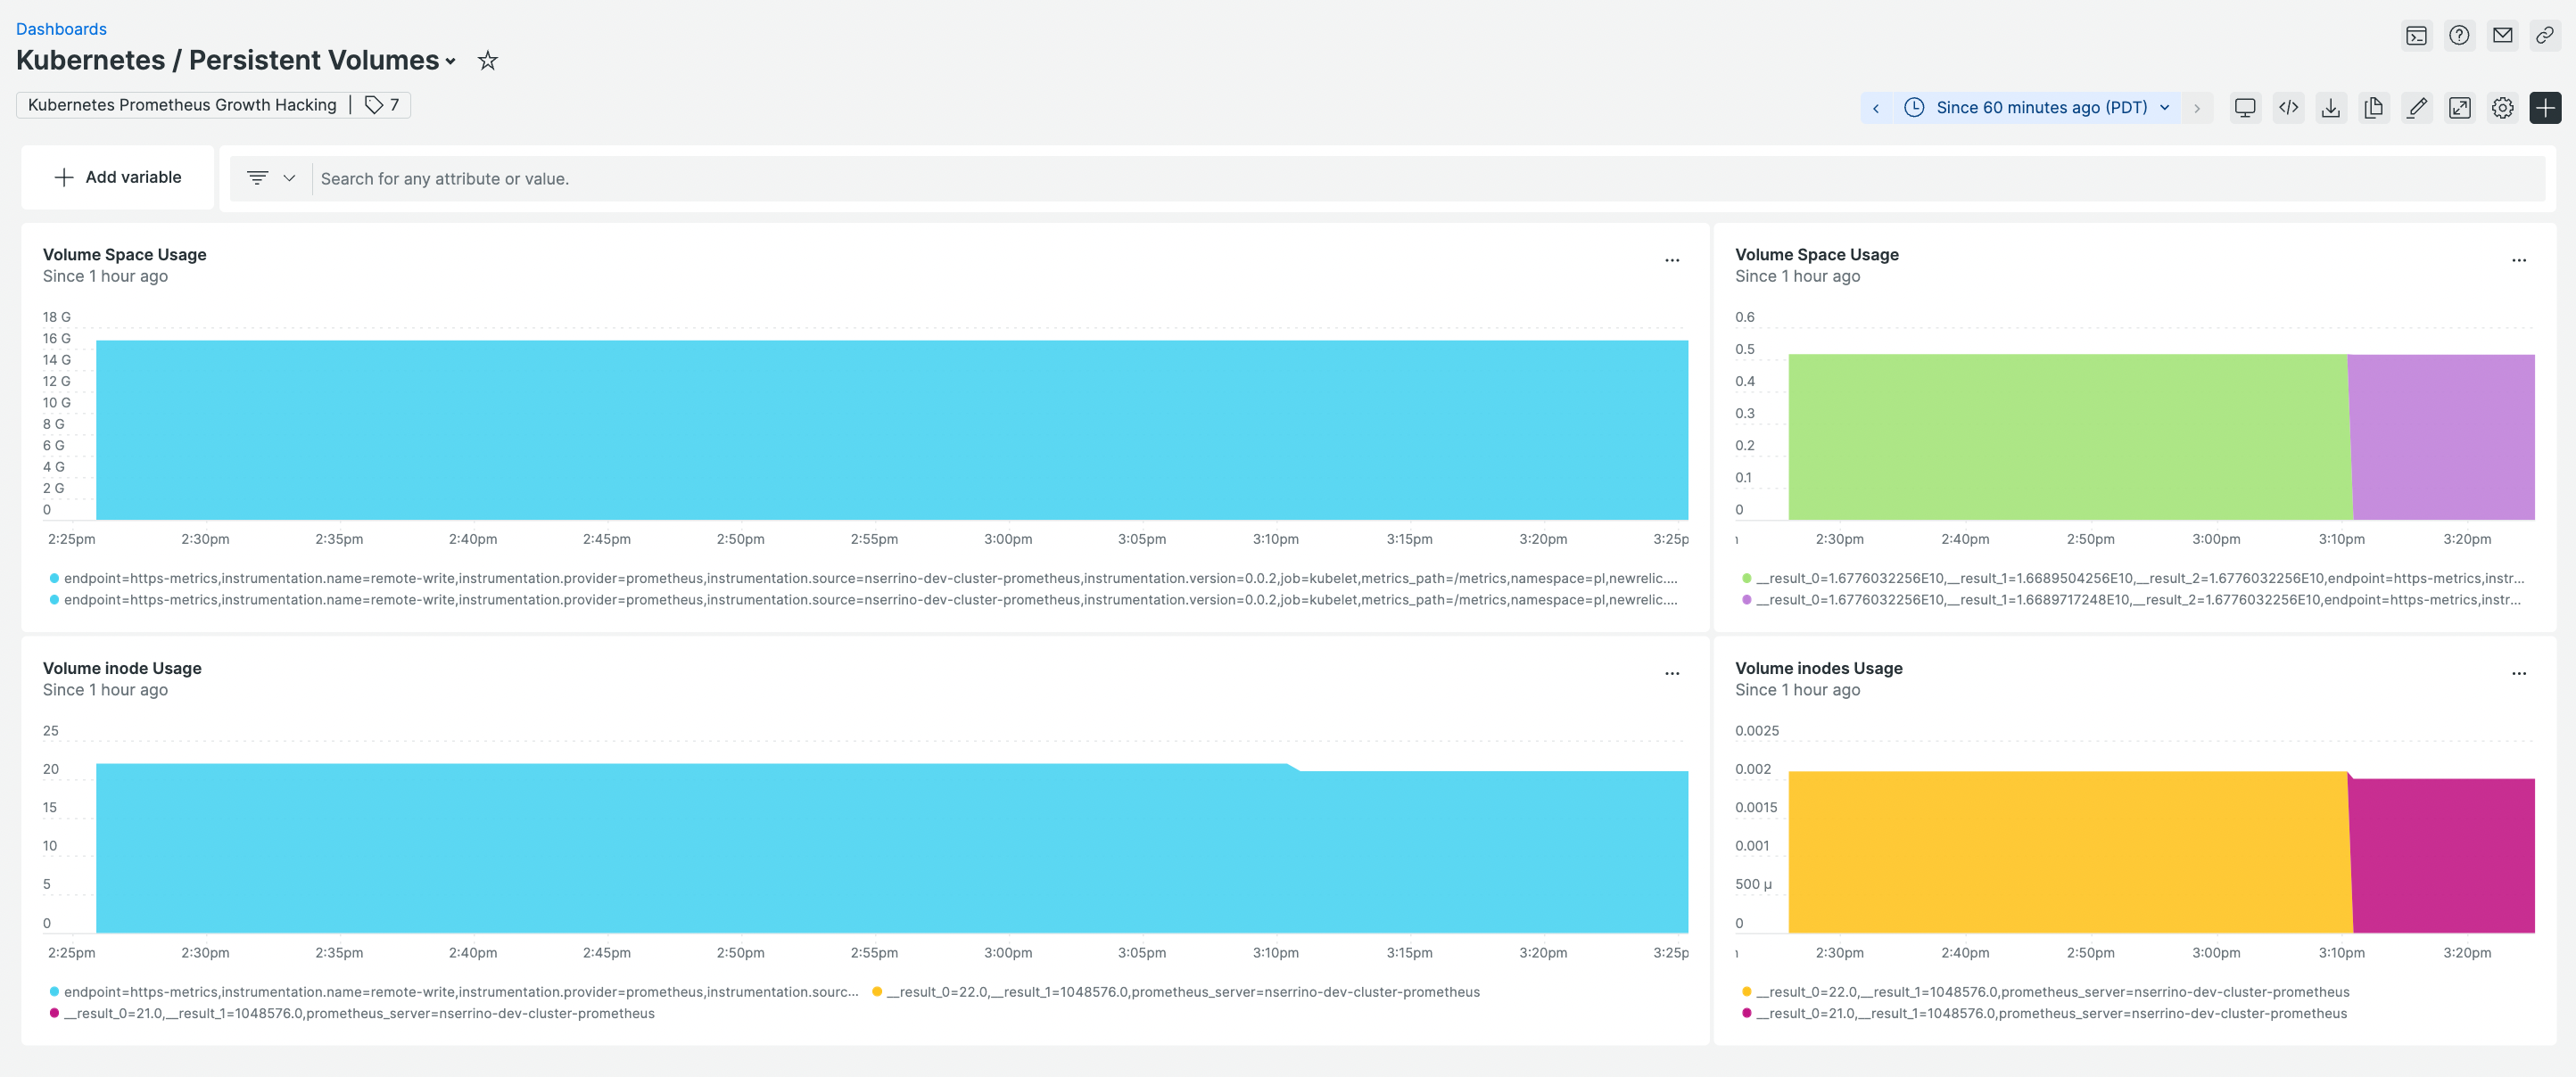 Dashboards
Kubernetes / Persistent Volumes
Kubernetes Prometheus Growth Hacking | 7
Since 60 minutes ago (PDT)
Add variable
Search for any attribute or value.
Volume Space Usage
Since 1 hour ago
18 G
16 G
14 G
12 G
10 G
8 G
6 G
4 G
2 G
0
2:25pm 2:30pm 2:35pm 2:40pm 2:45pm 2:50pm 2:55pm 3:00pm 3:05pm 3:10pm 3:15pm 3:20pm 3:25p
endpoint=https-metrics,instrumentation.name=remote-write,instrumentation.provider=prometheus,instrumentation.source=nserrino-dev-cluster-prometheus,instrumentation.version=0.0.2,job=kubelet,metrics_path=/metrics,namespace=pl,newrelic....
endpoint=https-metrics,instrumentation.name=remote-write,instrumentation.provider=prometheus,instrumentation.source=nserrino-dev-cluster-prometheus,instrumentation.version=0.0.2,job=kubelet,metrics_path=/metrics,namespace=pl,newrelic....
Volume Space Usage
Since 1 hour ago
0.6
0.5
0.4
0.3
0.2
0.1
0
2:30pm 2:40pm 2:50pm 3:00pm 3:10pm 3:20pm
__result_0=1.6776032256E10,__result_1=1.6689504256E10,__result_2=1.6776032256E10,endpoint=https-metrics,instr...
__result_0=1.6776032256E10,__result_1=1.6689717248E10,__result_2=1.6776032256E10,endpoint=https-metrics,instr...
Volume inode Usage
Since 1 hour ago
25
20
15
10
5
0
2:25pm 2:30pm 2:35pm 2:40pm 2:45pm 2:50pm 2:55pm 3:00pm 3:05pm 3:10pm 3:15pm 3:20pm 3:25p
endpoint=https-metrics,instrumentation.name=remote-write,instrumentation.provider=prometheus,instrumentation.sourc... __result_0=22.0,__result_1=1048576.0,prometheus_server=nserrino-dev-cluster-prometheus
__result_0=21.0,__result_1=1048576.0,prometheus_server=nserrino-dev-cluster-prometheus
Volume inodes Usage
Since 1 hour ago
0.0025
0.002
0.0015
0.001
500 µ
0
2:30pm 2:40pm 2:50pm 3:00pm 3:10pm 3:20pm
__result_0=22.0,__result_1=1048576.0,prometheus_server=nserrino-dev-cluster-prometheus
__result_0=21.0,__result_1=1048576.0,prometheus_server=nserrino-dev-cluster-prometheus